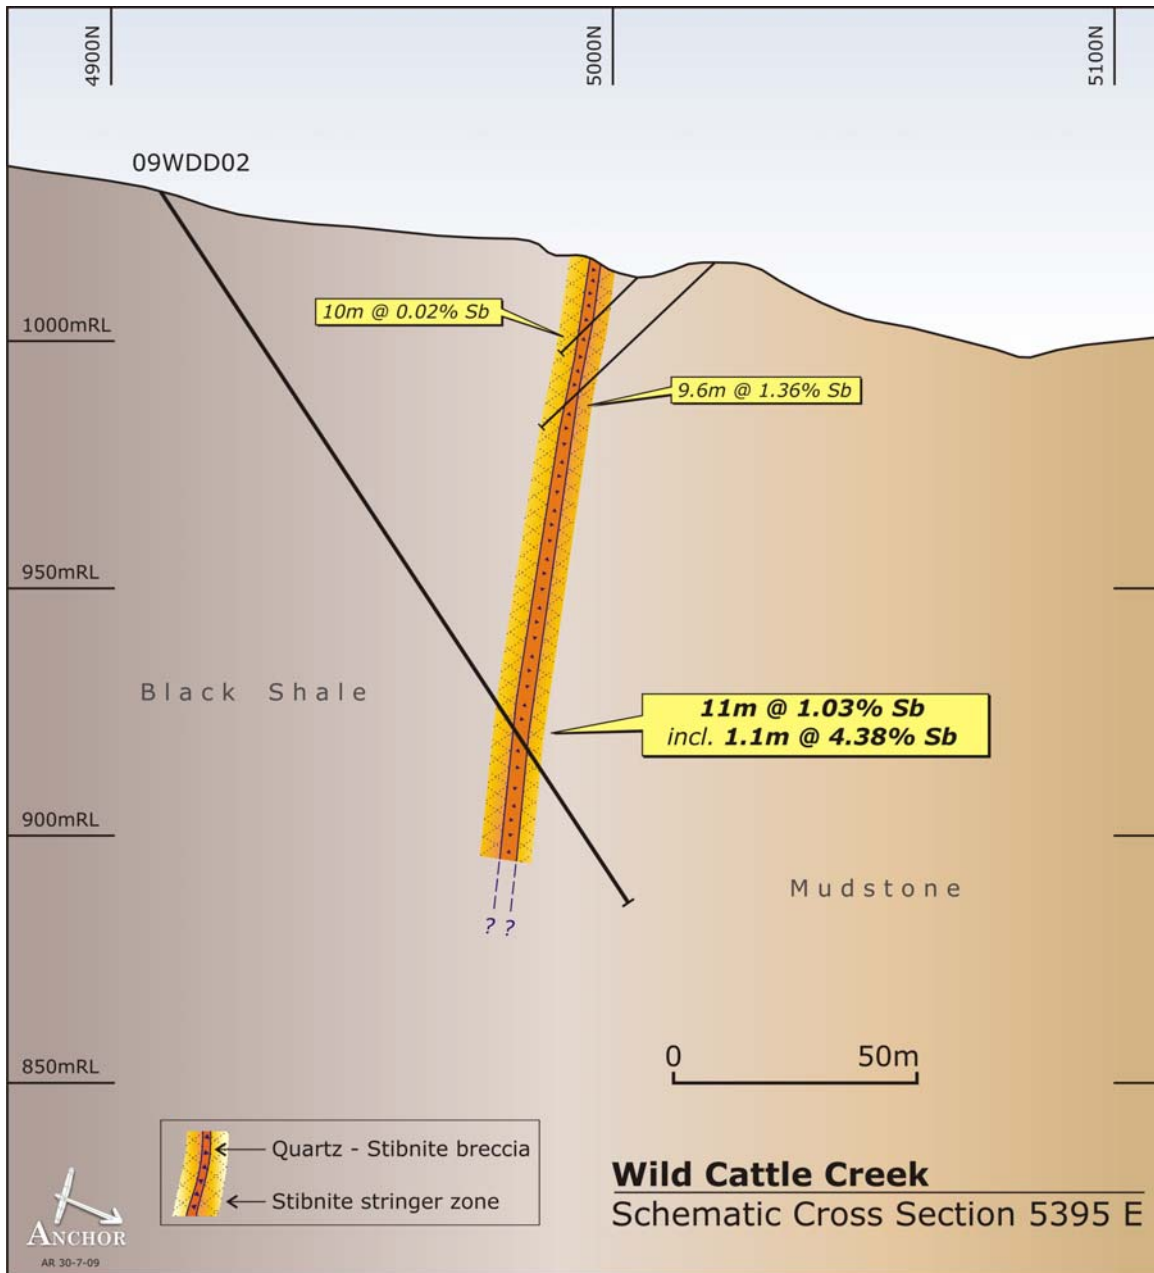 4900N
5000N
5100N
09WDD02
10m @ 0.02% Sb
1000mRL
9.6m @ 1.36% Sb
950mRL
Black Shale
11m @ 1.03% Sb
incl. 1.1m @ 4.38% Sb
900mRL
Mudstone
? ?
0 50m
850mRL
Quartz - Stibnite breccia
Stibnite stringer zone
Wild Cattle Creek
Schematic Cross Section 5395 E
ANCHOR
AR 30-7-09